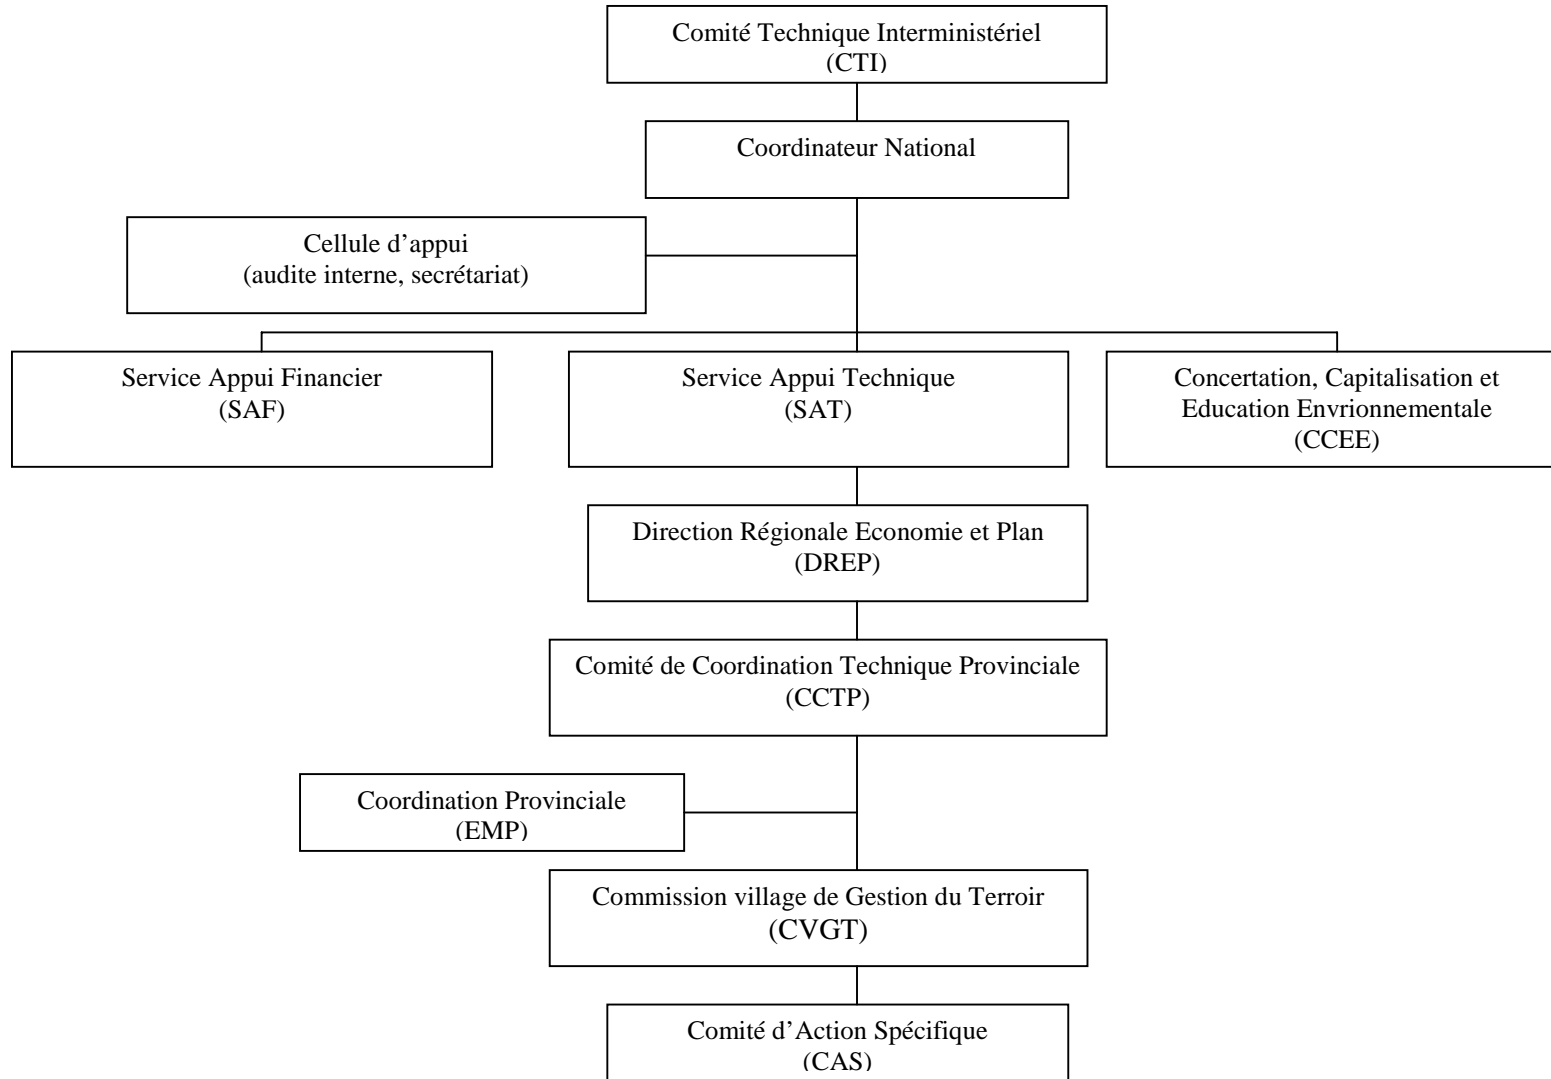 Comité Technique Interministériel
(CTI)
Coordinateur National
Cellule d’appui
(audite interne, secrétariat)
Service Appui Financier
(SAF)
Service Appui Technique
(SAT)
Concertation, Capitalisation et
Education Envrionnementale
(CCEE)
Direction Régionale Economie et Plan
(DREP)
Comité de Coordination Technique Provinciale
(CCTP)
Coordination Provinciale
(EMP)
Commission village de Gestion du Terroir
(CVGT)
Comité d’Action Spécifique
(CAS)